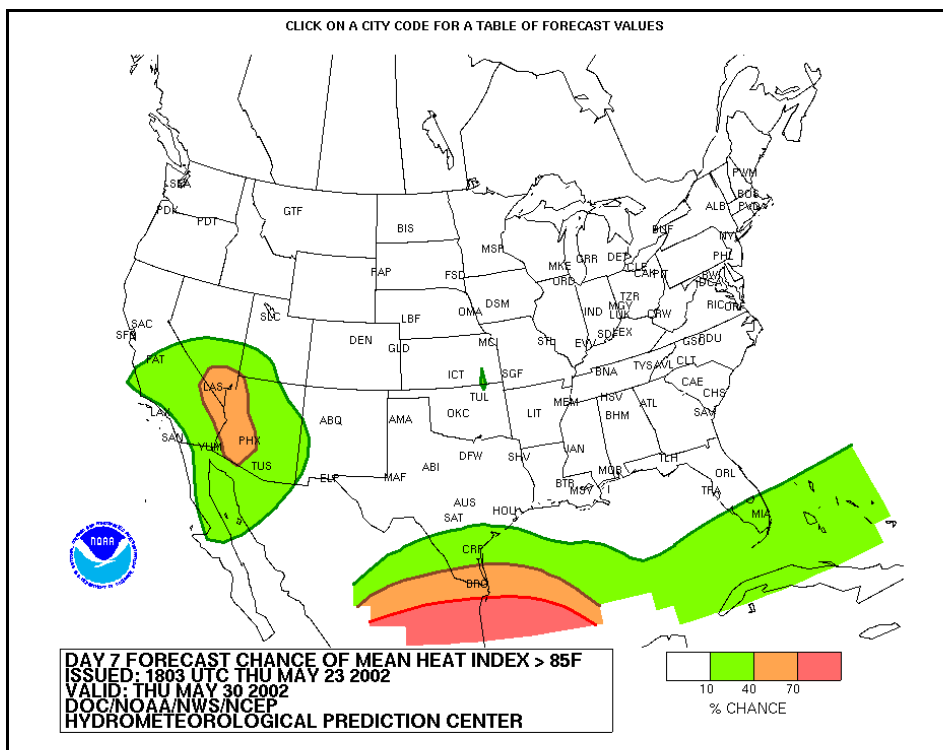 CLICK ON A CITY CODE FOR A TABLE OF FORECAST VALUES
PWM
SEA
BOS
GTF
ALB
PDX
PDT
BIS
BUF
NY
MSP
GRR
DET
PHL
MKE
RAP
FSD
CLE
CAK
PIT
ORD
DCA
TZR
DSM
MGY
RIC
ORF
OMA
IND
LUK
CRW
SLC
LBF
SAC
SFO
SDF
LEX
DEN
MCI
STL
EVV
GSO
RDU
GLD
FAT
TYS
AVL
CLT
ICT
SGF
BNA
LAS
CAE
TUL
HSV
CHS
MEM
ATL
LAX
OKC
LIT
BHM
SAV
ABQ
AMA
SAN
PHX
YUM
JAN
DFW
SHV
TLH
TUS
ABI
MOB
ELP
MAF
ORL
BTR
MSY
TPA
AUS
HOU
SAT
MIA
CRP
NOAA
BRO
DAY 7 FORECAST CHANCE OF MEAN HEAT INDEX > 85F
ISSUED: 1803 UTC THU MAY 23 2002
VALID: THU MAY 30 2002
DOC/NOAA/NWS/NCEP
HYDROMETEOROLOGICAL PREDICTION CENTER
10 40 70
% CHANCE